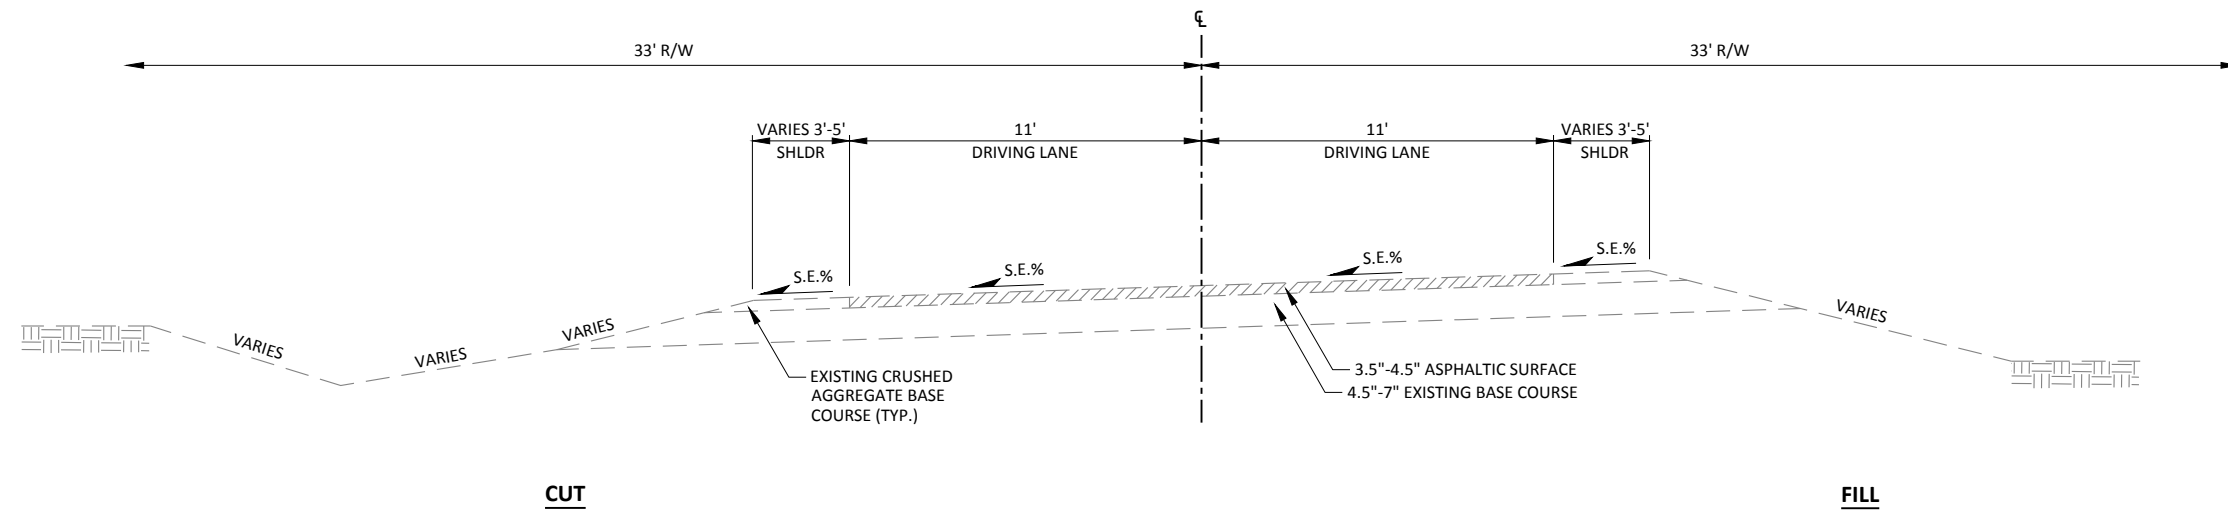 ℄
33' R/W
33' R/W
VARIES 3'-5'
SHLDR
11'
DRIVING LANE
11'
DRIVING LANE
VARIES 3'-5'
SHLDR
S.E.%
S.E.%
S.E.%
S.E.%
VARIES
VARIES
VARIES
VARIES
EXISTING CRUSHED
AGGREGATE BASE
COURSE (TYP.)
3.5"-4.5" ASPHALTIC SURFACE
4.5"-7" EXISTING BASE COURSE
CUT
FILL